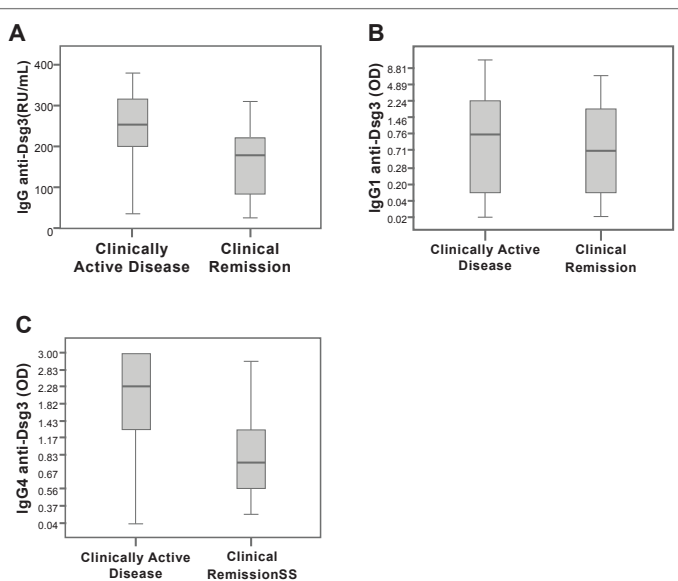 A
IgG anti-Dsg3(RU/mL)
400
300
200
100
0
Clinically
Active Disease
Clinical
Remission
B
IgG1 anti-Dsg3 (OD)
8.81
4.89
2.24
1.46
0.76
0.71
0.28
0.20
0.04
0.02
Clinically Active
Disease
Clinical
Remission
C
IgG4 anti-Dsg3 (OD)
3.00
2.83
2.28
1.82
1.43
1.17
0.83
0.67
0.56
0.37
0.04
Clinically Active
Disease
Clinical
RemissionSS